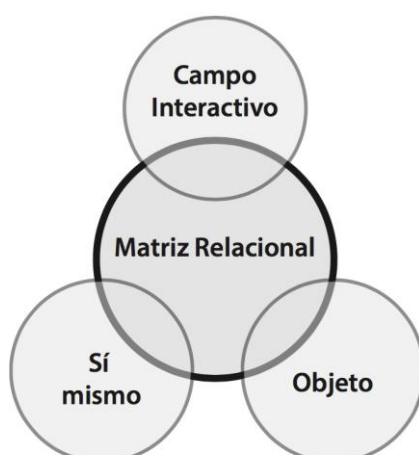 Campo
Interactivo
Matriz Relacional
Sí
mismo
Objeto